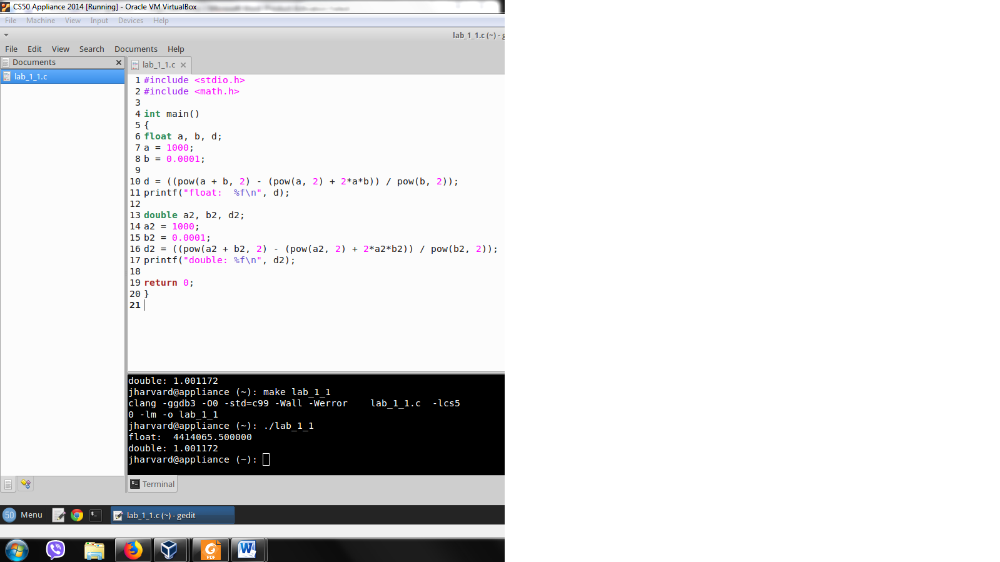 CS50 Appliance 2014 [Running] - Oracle VM VirtualBox
File Machine View Input Devices Help
lab_1_1.c (~) - g
File Edit View Search Documents Help
Documents
lab_1_1.c
lab_1_1.c
1 #include <stdio.h>
2 #include <math.h>
3
4 int main()
5 {
6 float a, b, d;
7 a = 1000;
8 b = 0.0001;
9
10 d = ((pow(a + b, 2) - (pow(a, 2) + 2*a*b)) / pow(b, 2));
11 printf("float:  %f\n", d);
12
13 double a2, b2, d2;
14 a2 = 1000;
15 b2 = 0.0001;
16 d2 = ((pow(a2 + b2, 2) - (pow(a2, 2) + 2*a2*b2)) / pow(b2, 2));
17 printf("double: %f\n", d2);
18
19 return 0;
20 }
21
double: 1.001172
jharvard@appliance (~): make lab_1_1
clang -ggdb3 -O0 -std=c99 -Wall -Werror    lab_1_1.c  -lcs5
0 -lm -o lab_1_1
jharvard@appliance (~): ./lab_1_1
float:  4414065.500000
double: 1.001172
jharvard@appliance (~):
Terminal
50 Menu
lab_1_1.c (~) - gedit
PDF
W